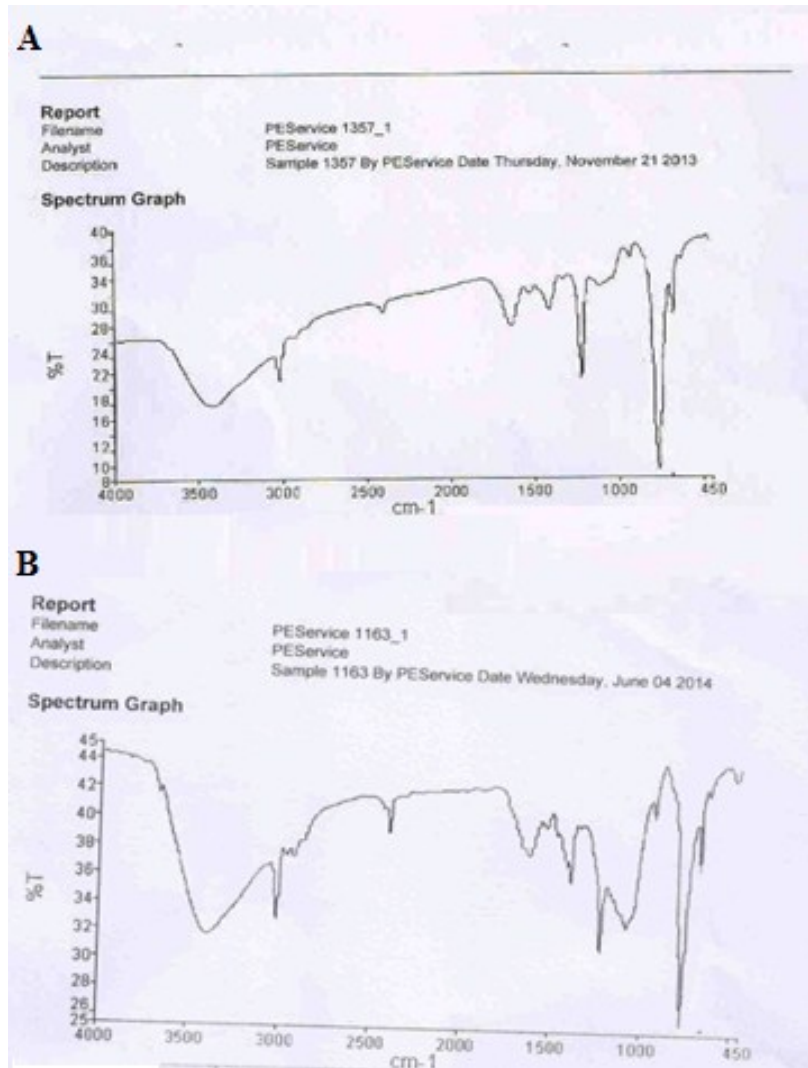 A
Report
Filename PEService 1357_1
Analyst PEService
Description Sample 1357 By PEService Date Thursday, November 21 2013
Spectrum Graph
40
36
34
30
28
26
24
22
18
16
14
12
10
8
%T
4000 3500 3000 2500 2000 1500 1000 450
cm-1
B
Report
Filename PEService 1163_1
Analyst PEService
Description Sample 1163 By PEService Date Wednesday, June 04 2014
Spectrum Graph
45
44
42
40
38
36
34
32
30
28
26
25
%T
4000 3500 3000 2500 2000 1500 1000 450
cm-1